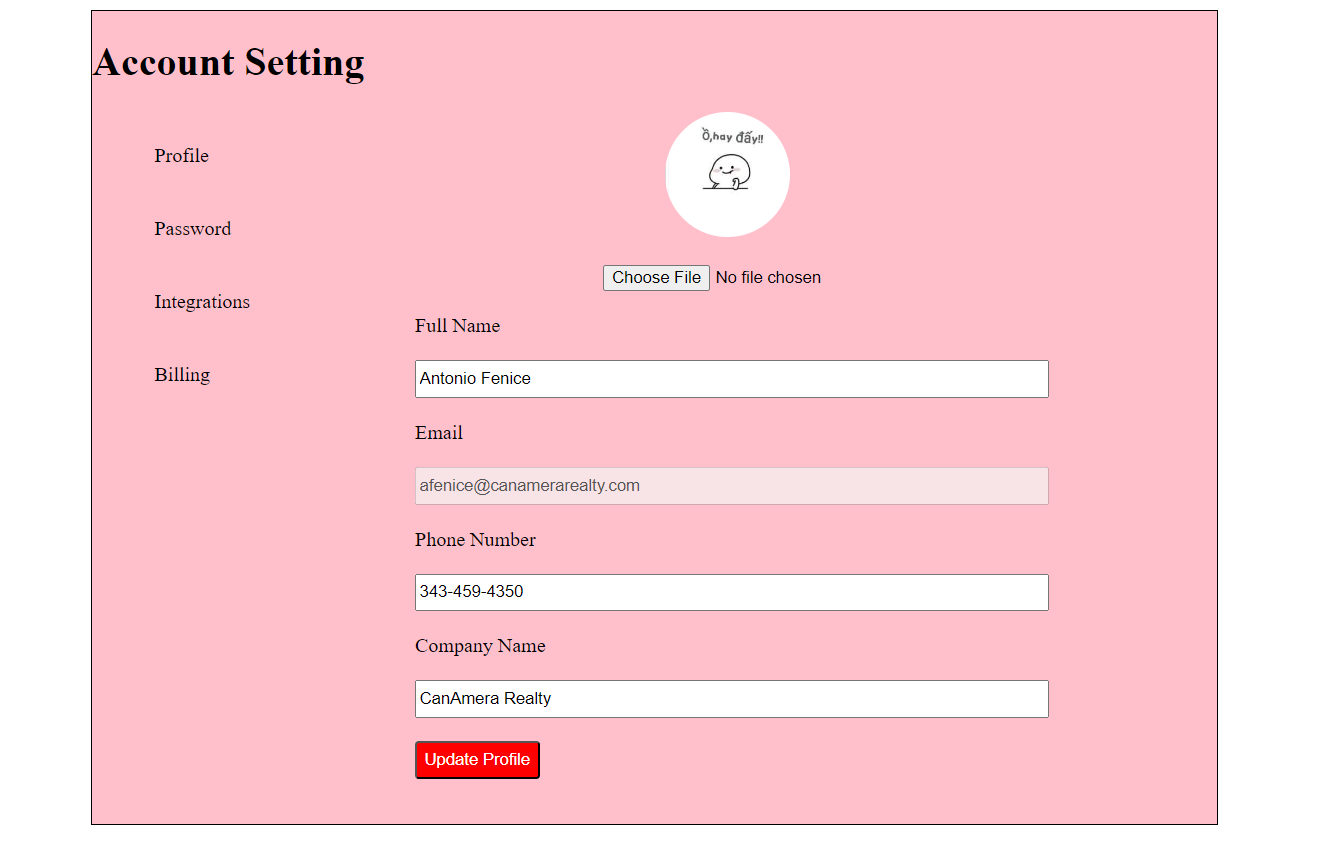 Account Setting
Profile
Password
Integrations
Billing
Ồ,hay đấy!!
Choose File No file chosen
Full Name
Antonio Fenice
Email
afenice@canamerarealty.com
Phone Number
343-459-4350
Company Name
CanAmera Realty
Update Profile